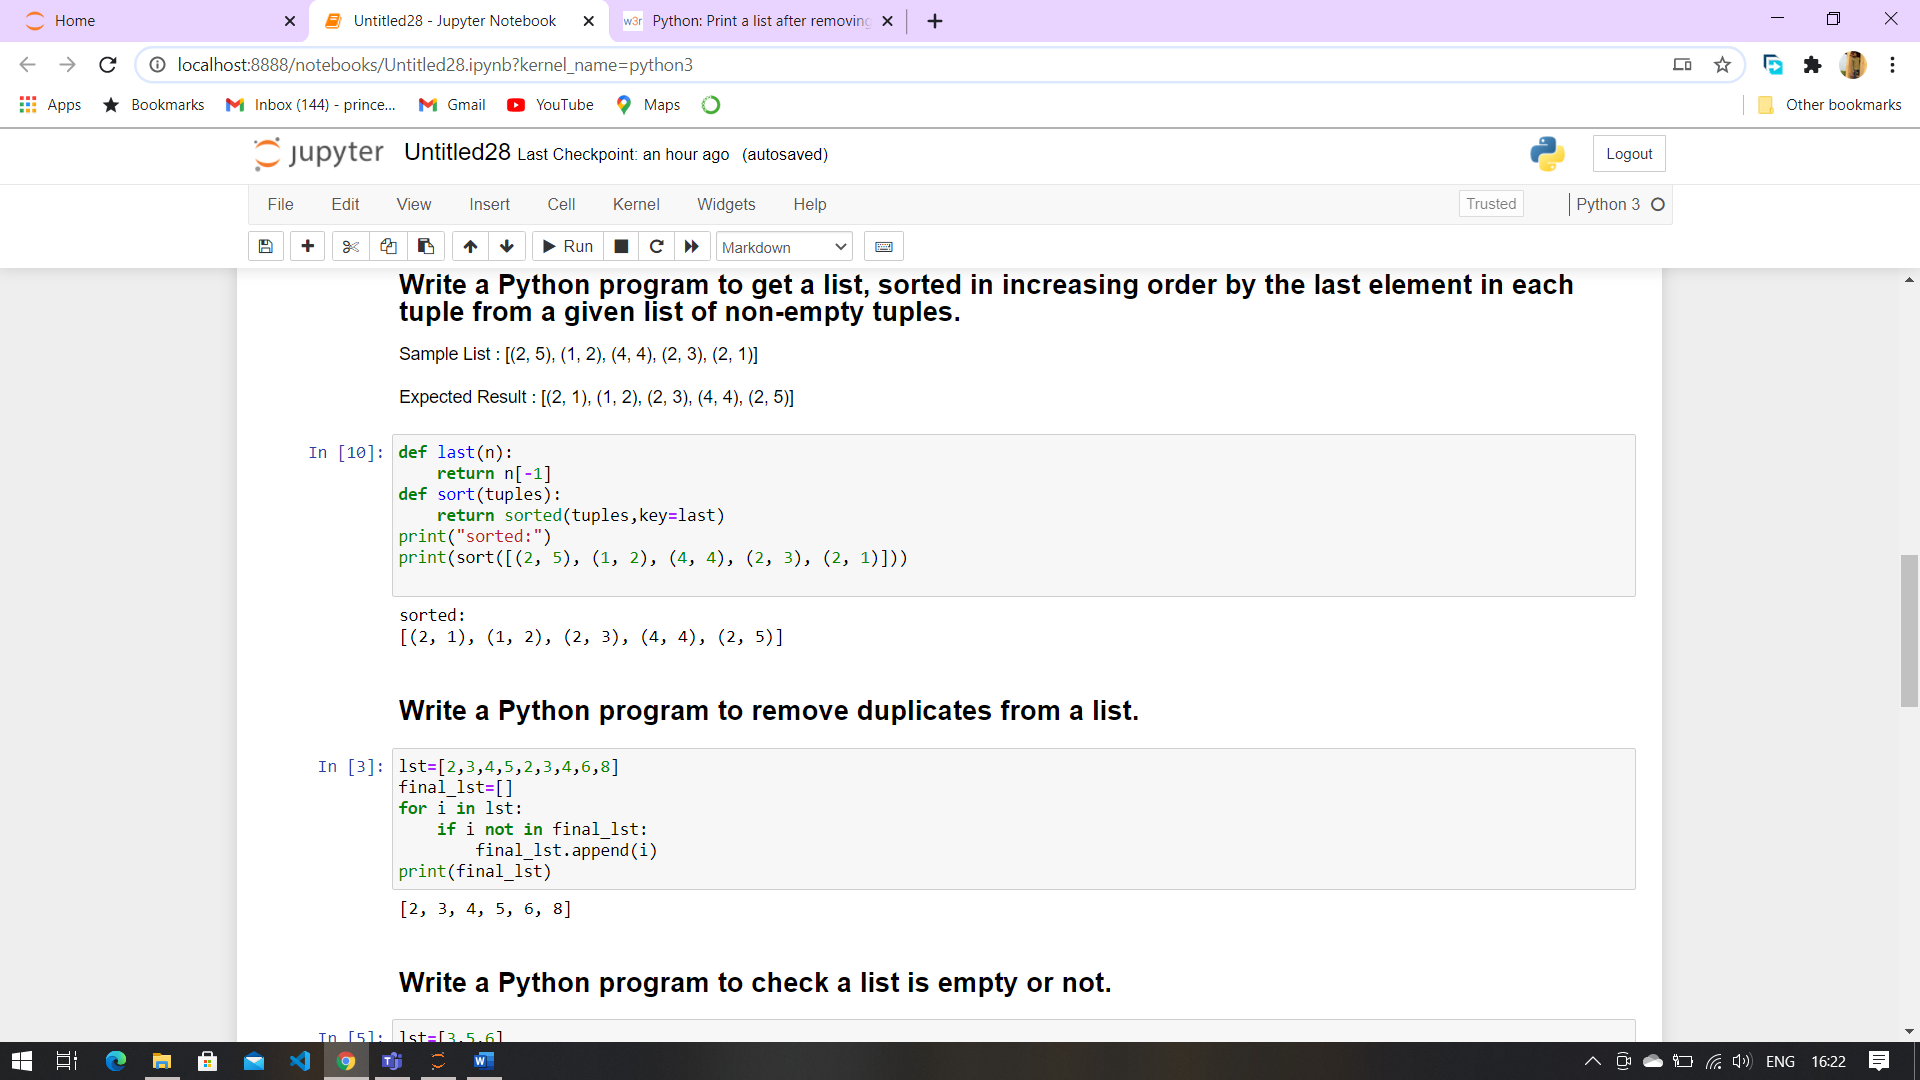 Home
Untitled28 - Jupyter Notebook
w3r Python: Print a list after removing
localhost:8888/notebooks/Untitled28.ipynb?kernel_name=python3
Apps Bookmarks Inbox (144) - prince... Gmail YouTube Maps Other bookmarks
jupyter Untitled28 Last Checkpoint: an hour ago (autosaved) Logout
File Edit View Insert Cell Kernel Widgets Help Trusted Python 3
Run Markdown
Write a Python program to get a list, sorted in increasing order by the last element in each
tuple from a given list of non-empty tuples.
Sample List : [(2, 5), (1, 2), (4, 4), (2, 3), (2, 1)]
Expected Result : [(2, 1), (1, 2), (2, 3), (4, 4), (2, 5)]
In [10]: def last(n):
    return n[-1]
def sort(tuples):
    return sorted(tuples,key=last)
print("sorted:")
print(sort([(2, 5), (1, 2), (4, 4), (2, 3), (2, 1)]))
sorted:
[(2, 1), (1, 2), (2, 3), (4, 4), (2, 5)]
Write a Python program to remove duplicates from a list.
In [3]: lst=[2,3,4,5,2,3,4,6,8]
final_lst=[]
for i in lst:
    if i not in final_lst:
        final_lst.append(i)
print(final_lst)
[2, 3, 4, 5, 6, 8]
Write a Python program to check a list is empty or not.
In [5]: lst=[3,5,6]
ENG 16:22